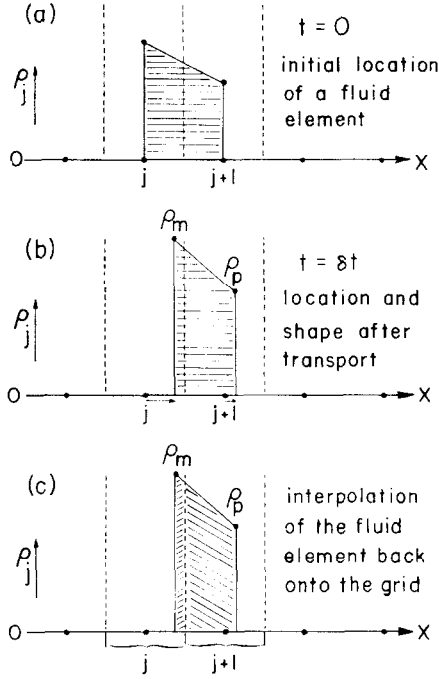 (a)
t = 0
initial location
of a fluid
element
ρj
0
j
j+1
X
(b)
ρm
ρp
t = δt
location and
shape after
transport
ρj
0
j
j+1
X
(c)
ρm
ρp
interpolation
of the fluid
element back
onto the grid
ρj
0
j
j+1
X